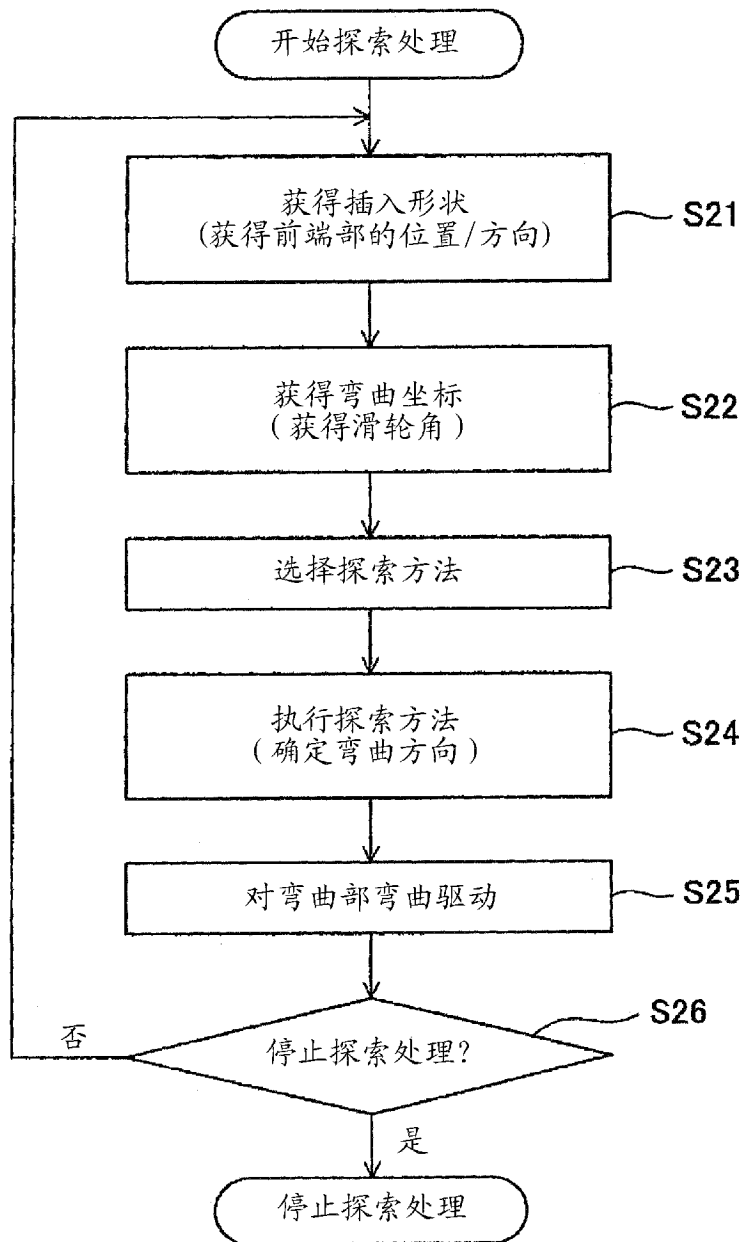 开始探索处理
获得插入形状
(获得前端部的位置/方向)
S21
获得弯曲坐标
(获得滑轮角)
S22
选择探索方法
S23
执行探索方法
(确定弯曲方向)
S24
对弯曲部弯曲驱动
S25
停止探索处理?
S26
否
是
停止探索处理